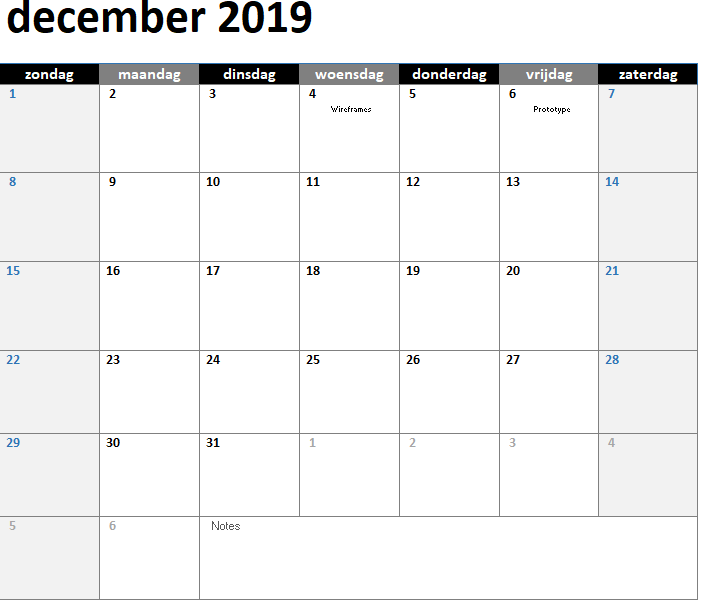 december 2019
zondag maandag dinsdag woensdag donderdag vrijdag zaterdag
1 2 3 4 5 6 7
Wireframes Prototype
8 9 10 11 12 13 14
15 16 17 18 19 20 21
22 23 24 25 26 27 28
29 30 31 1 2 3 4
5 6 Notes